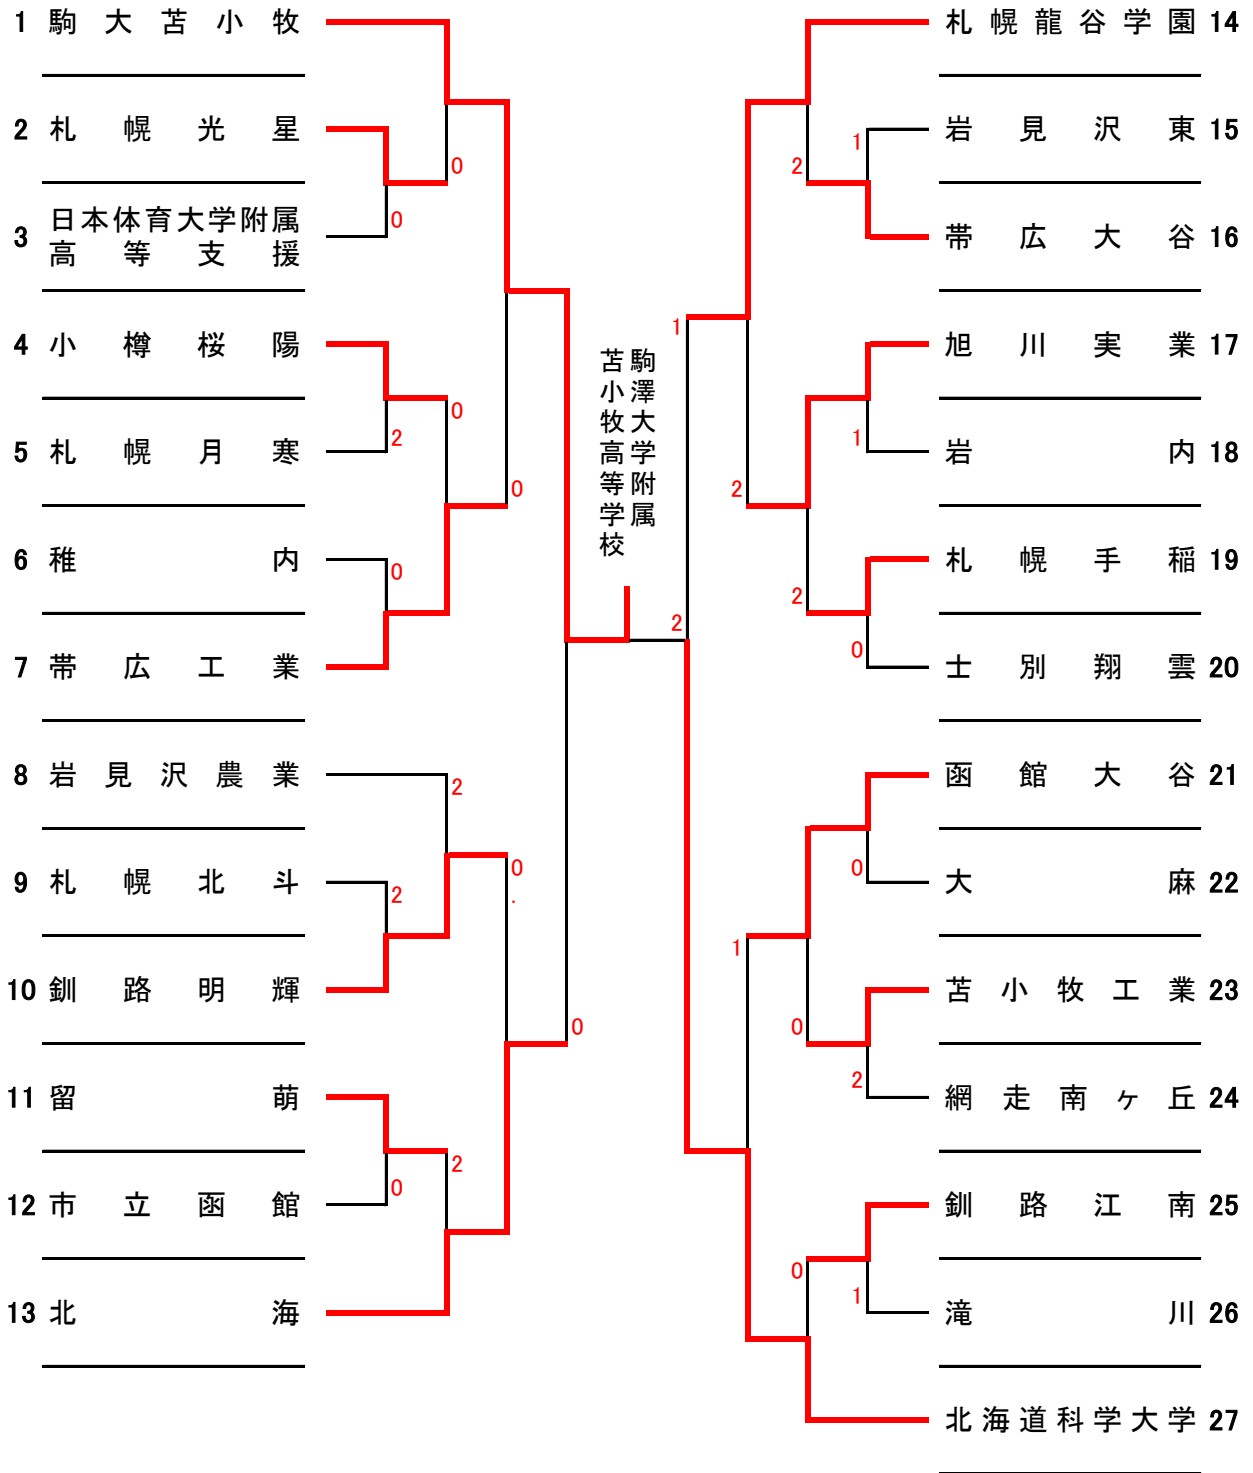 1 駒大苫小牧
2 札幌光星
3 日本体育大学附属
高等支援
4 小樽桜陽
5 札幌月寒
6 稚内
7 帯広工業
8 岩見沢農業
9 札幌北斗
10 釧路明輝
11 留萌
12 市立函館
13 北海
0
0
0
2
0
0
2
0
.
2
0
2
0
駒澤大学附属
苫小牧高等学校
1
2
札幌龍谷学園 14
岩見沢東 15
帯広大谷 16
旭川実業 17
岩内 18
札幌手稲 19
士別翔雲 20
函館大谷 21
大麻 22
苫小牧工業 23
網走南ヶ丘 24
釧路江南 25
滝川 26
北海道科学大学 27
1
2
1
2
2
0
0
1
0
2
0
1